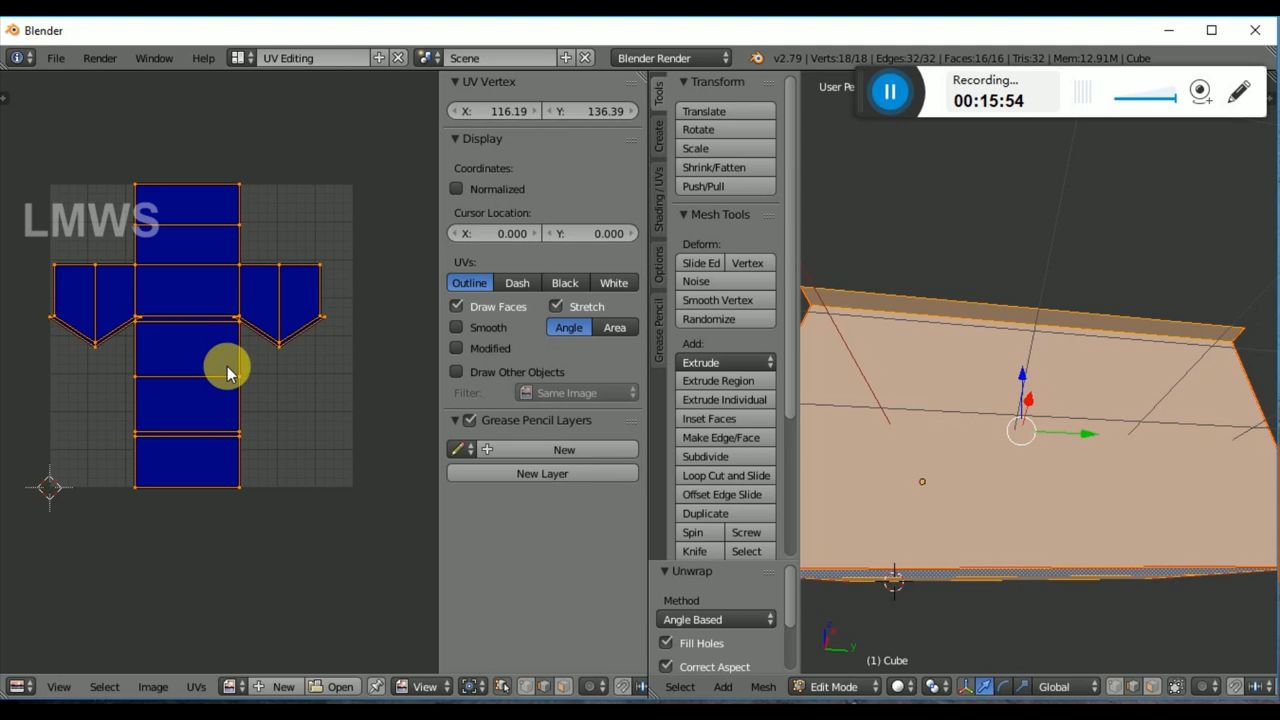 Blender
File Render Window Help UV Editing Scene Blender Render v2.79 | Verts:18/18 | Edges:32/32 | Faces:16/16 | Tris:32 | Mem:12.91M | Cube
Recording...
00:15:54
User Pe
LMWS
UV Vertex
X: 116.19 Y: 136.39
Display
Coordinates:
Normalized
Cursor Location:
X: 0.000 Y: 0.000
UVs:
Outline Dash Black White
Draw Faces Stretch
Smooth Angle Area
Modified
Draw Other Objects
Filter: Same Image
Grease Pencil Layers
New
New Layer
Tools
Create
Shading / UVs
Options
Grease Pencil
Transform
Translate
Rotate
Scale
Shrink/Fatten
Push/Pull
Mesh Tools
Deform:
Slide Ed Vertex
Noise
Smooth Vertex
Randomize
Add:
Extrude
Extrude Region
Extrude Individual
Inset Faces
Make Edge/Face
Subdivide
Loop Cut and Slide
Offset Edge Slide
Duplicate
Spin Screw
Knife Select
Unwrap
Method
Angle Based
Fill Holes
Correct Aspect
z
x
y
(1) Cube
View Select Image UVs New Open View
Select Add Mesh Edit Mode Global